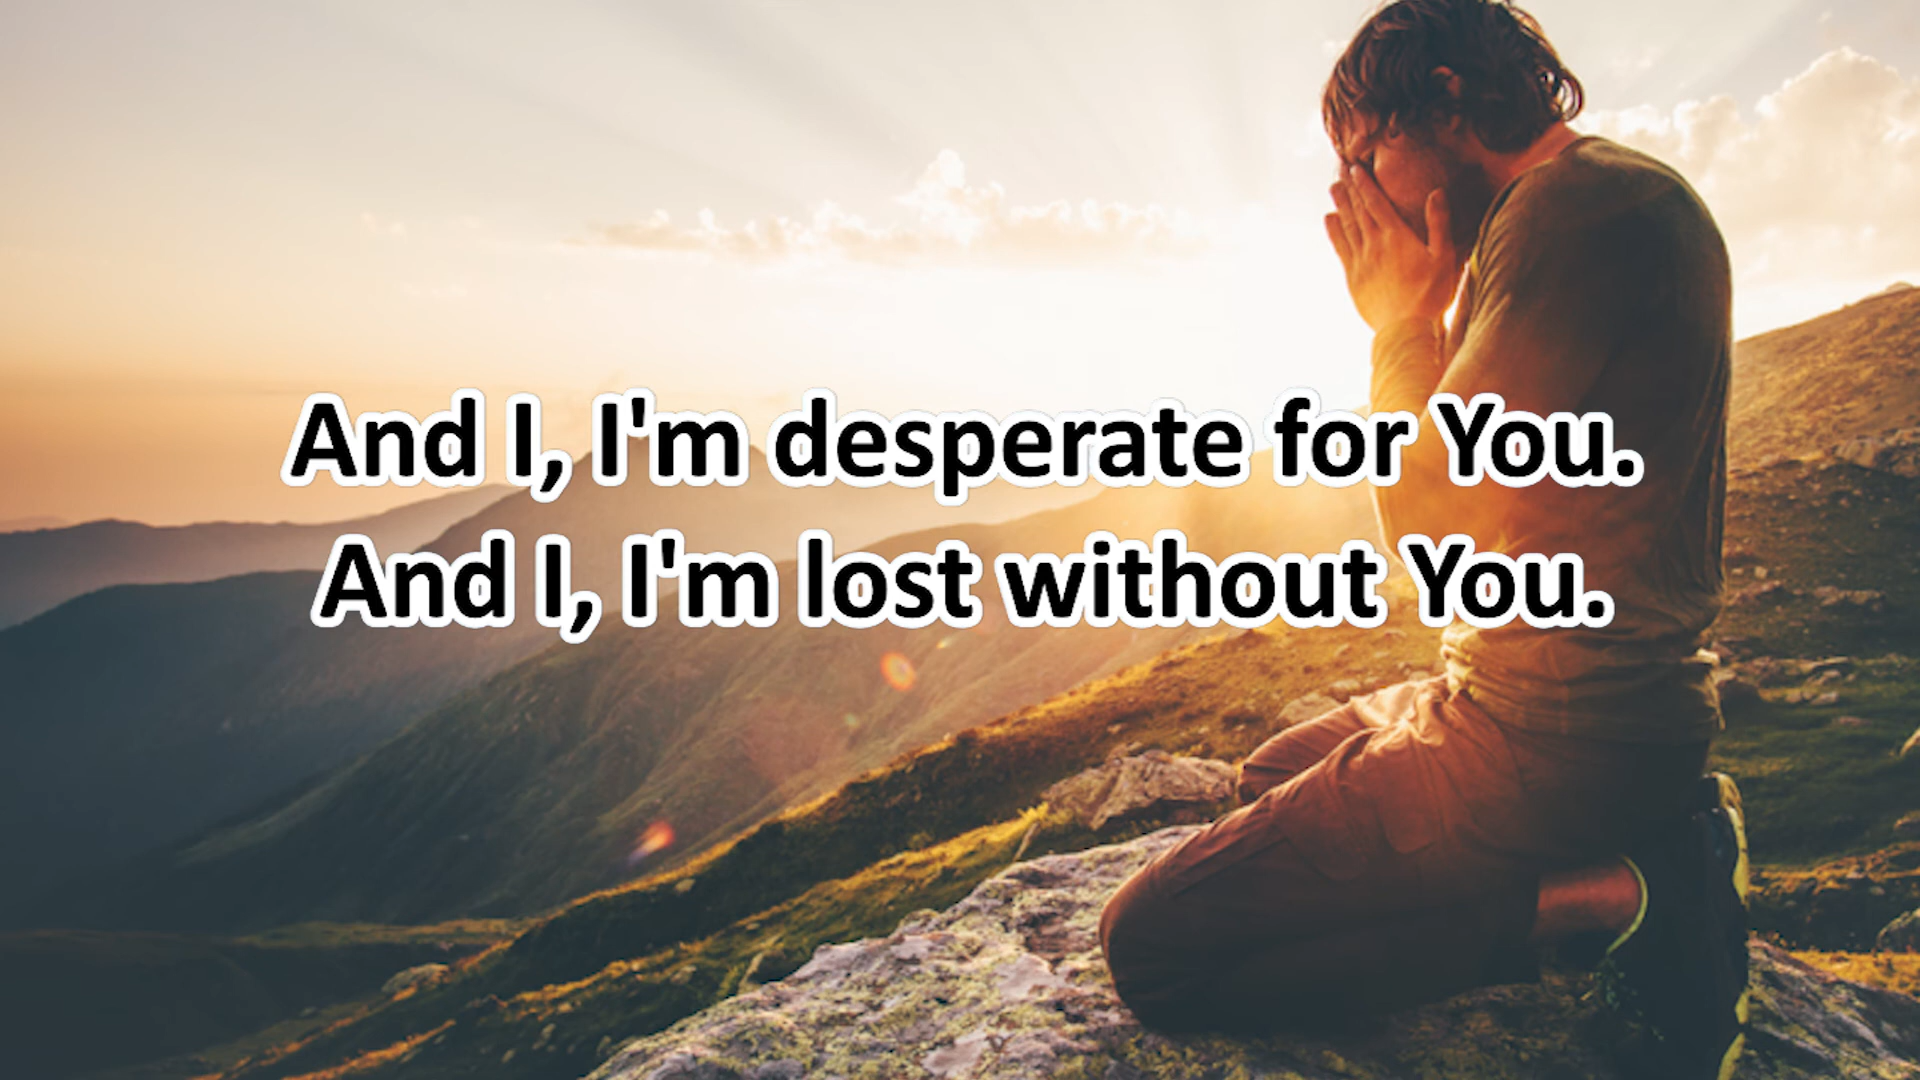 And I, I'm desperate for You.
And I, I'm lost without You.